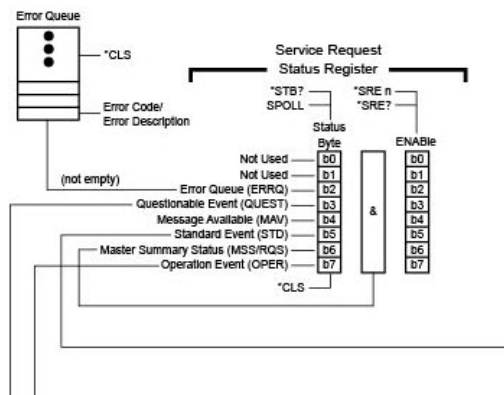 Error Queue
*CLS
Error Code/
Error Description
(not empty)
Service Request
Status Register
*STB?
SPOLL
*SRE n
*SRE?
Status
Byte
ENABle
Not Used b0 b0
Not Used b1 b1
Error Queue (ERRQ) b2 b2
Questionable Event (QUEST) b3 b3
Message Available (MAV) b4 & b4
Standard Event (STD) b5 b5
Master Summary Status (MSS/RQS) b6 b6
Operation Event (OPER) b7 b7
*CLS